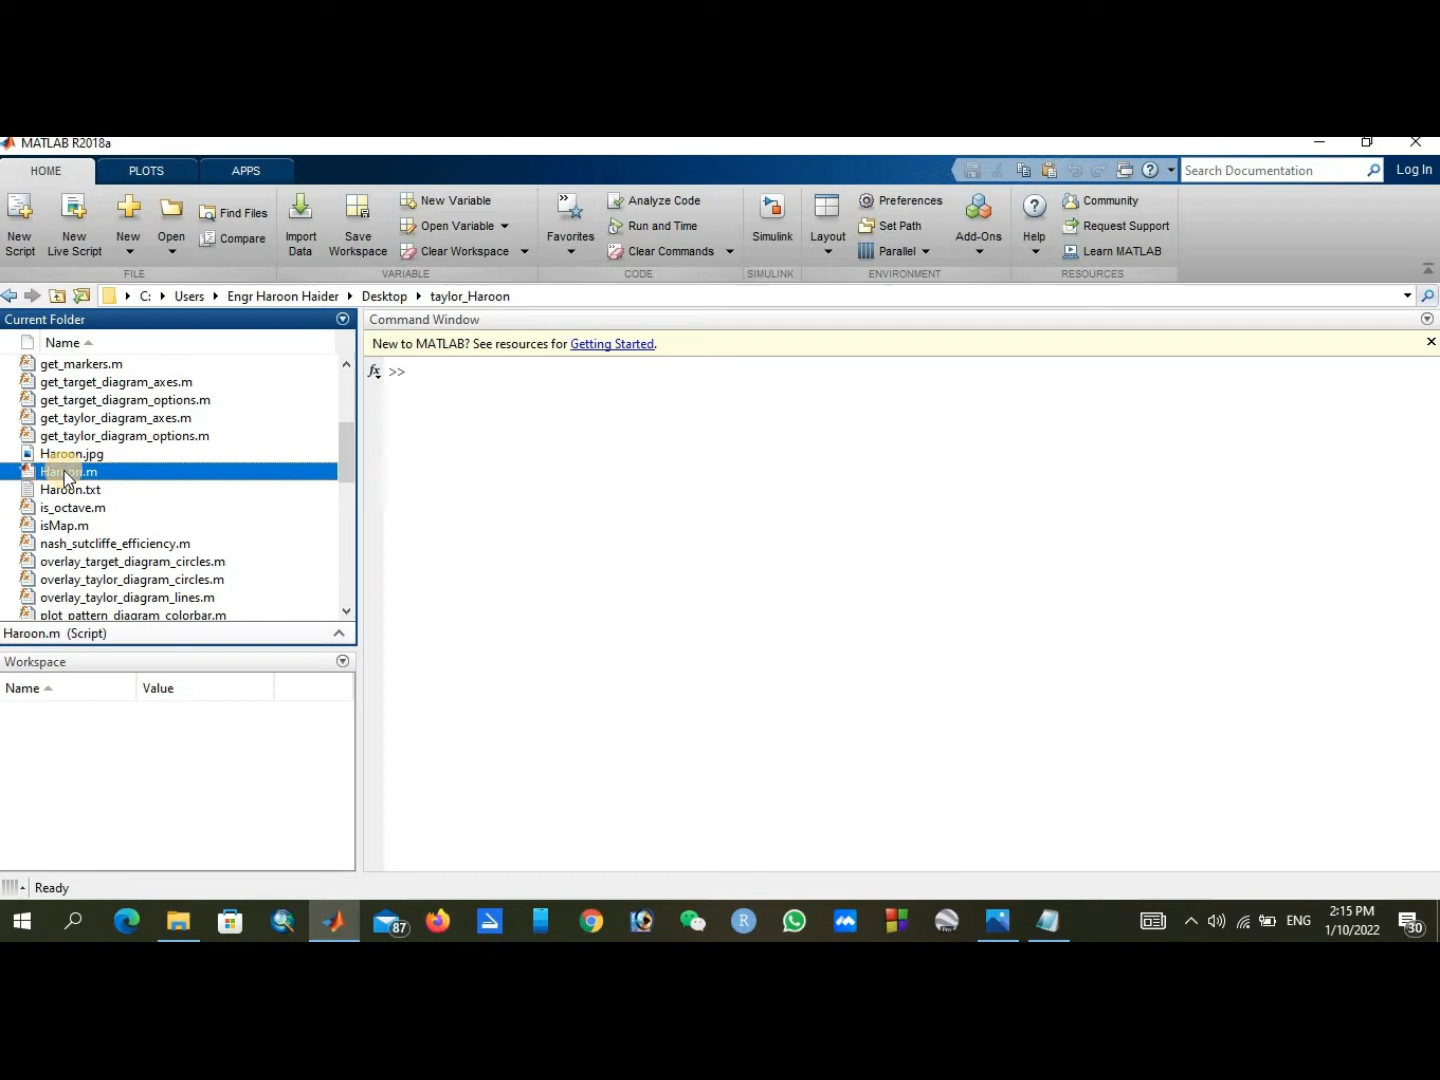 MATLAB R2018a
HOME PLOTS APPS
Search Documentation
Log In
New Script
New Live Script
New
Open
Find Files
Compare
FILE
Import Data
Save Workspace
New Variable
Open Variable
Clear Workspace
VARIABLE
Favorites
Analyze Code
Run and Time
Clear Commands
CODE
Simulink
SIMULINK
Layout
Preferences
Set Path
Parallel
Add-Ons
ENVIRONMENT
Help
Community
Request Support
Learn MATLAB
RESOURCES
C: Users Engr Haroon Haider Desktop taylor_Haroon
Current Folder
Name
get_markers.m
get_target_diagram_axes.m
get_target_diagram_options.m
get_taylor_diagram_axes.m
get_taylor_diagram_options.m
Haroon.jpg
Haroon.m
Haroon.txt
is_octave.m
isMap.m
nash_sutcliffe_efficiency.m
overlay_target_diagram_circles.m
overlay_taylor_diagram_circles.m
overlay_taylor_diagram_lines.m
plot_pattern_diagram_colorbar.m
Haroon.m (Script)
Workspace
Name Value
Command Window
New to MATLAB? See resources for Getting Started.
fx >>
Ready
87
R
Pro
ENG
2:15 PM
1/10/2022
30